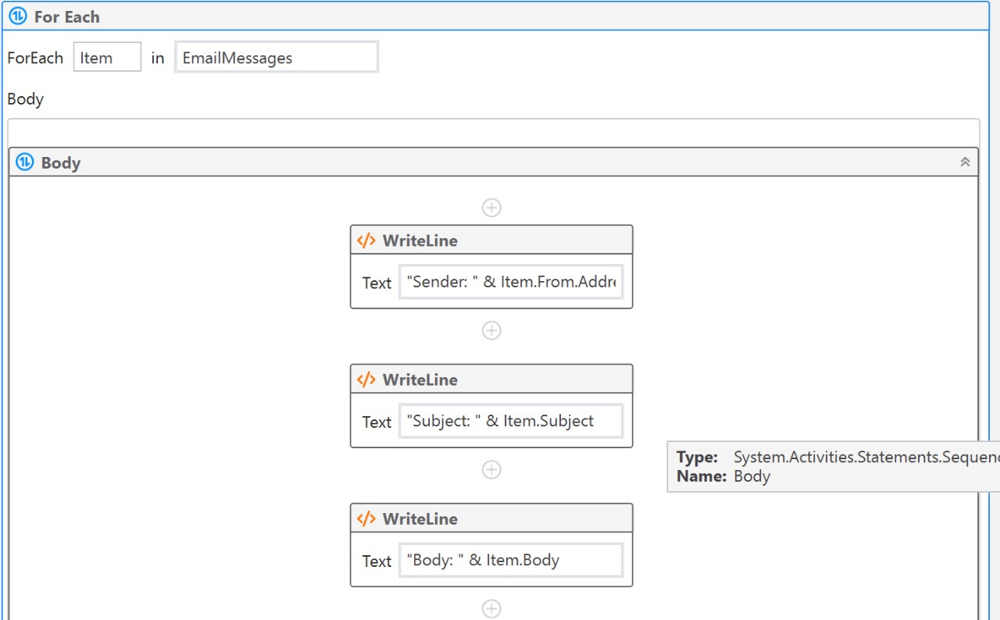 For Each
ForEach Item in EmailMessages
Body
Body
WriteLine
Text "Sender: " & Item.From.Addre
WriteLine
Text "Subject: " & Item.Subject
Type: System.Activities.Statements.Sequenc
Name: Body
WriteLine
Text "Body: " & Item.Body